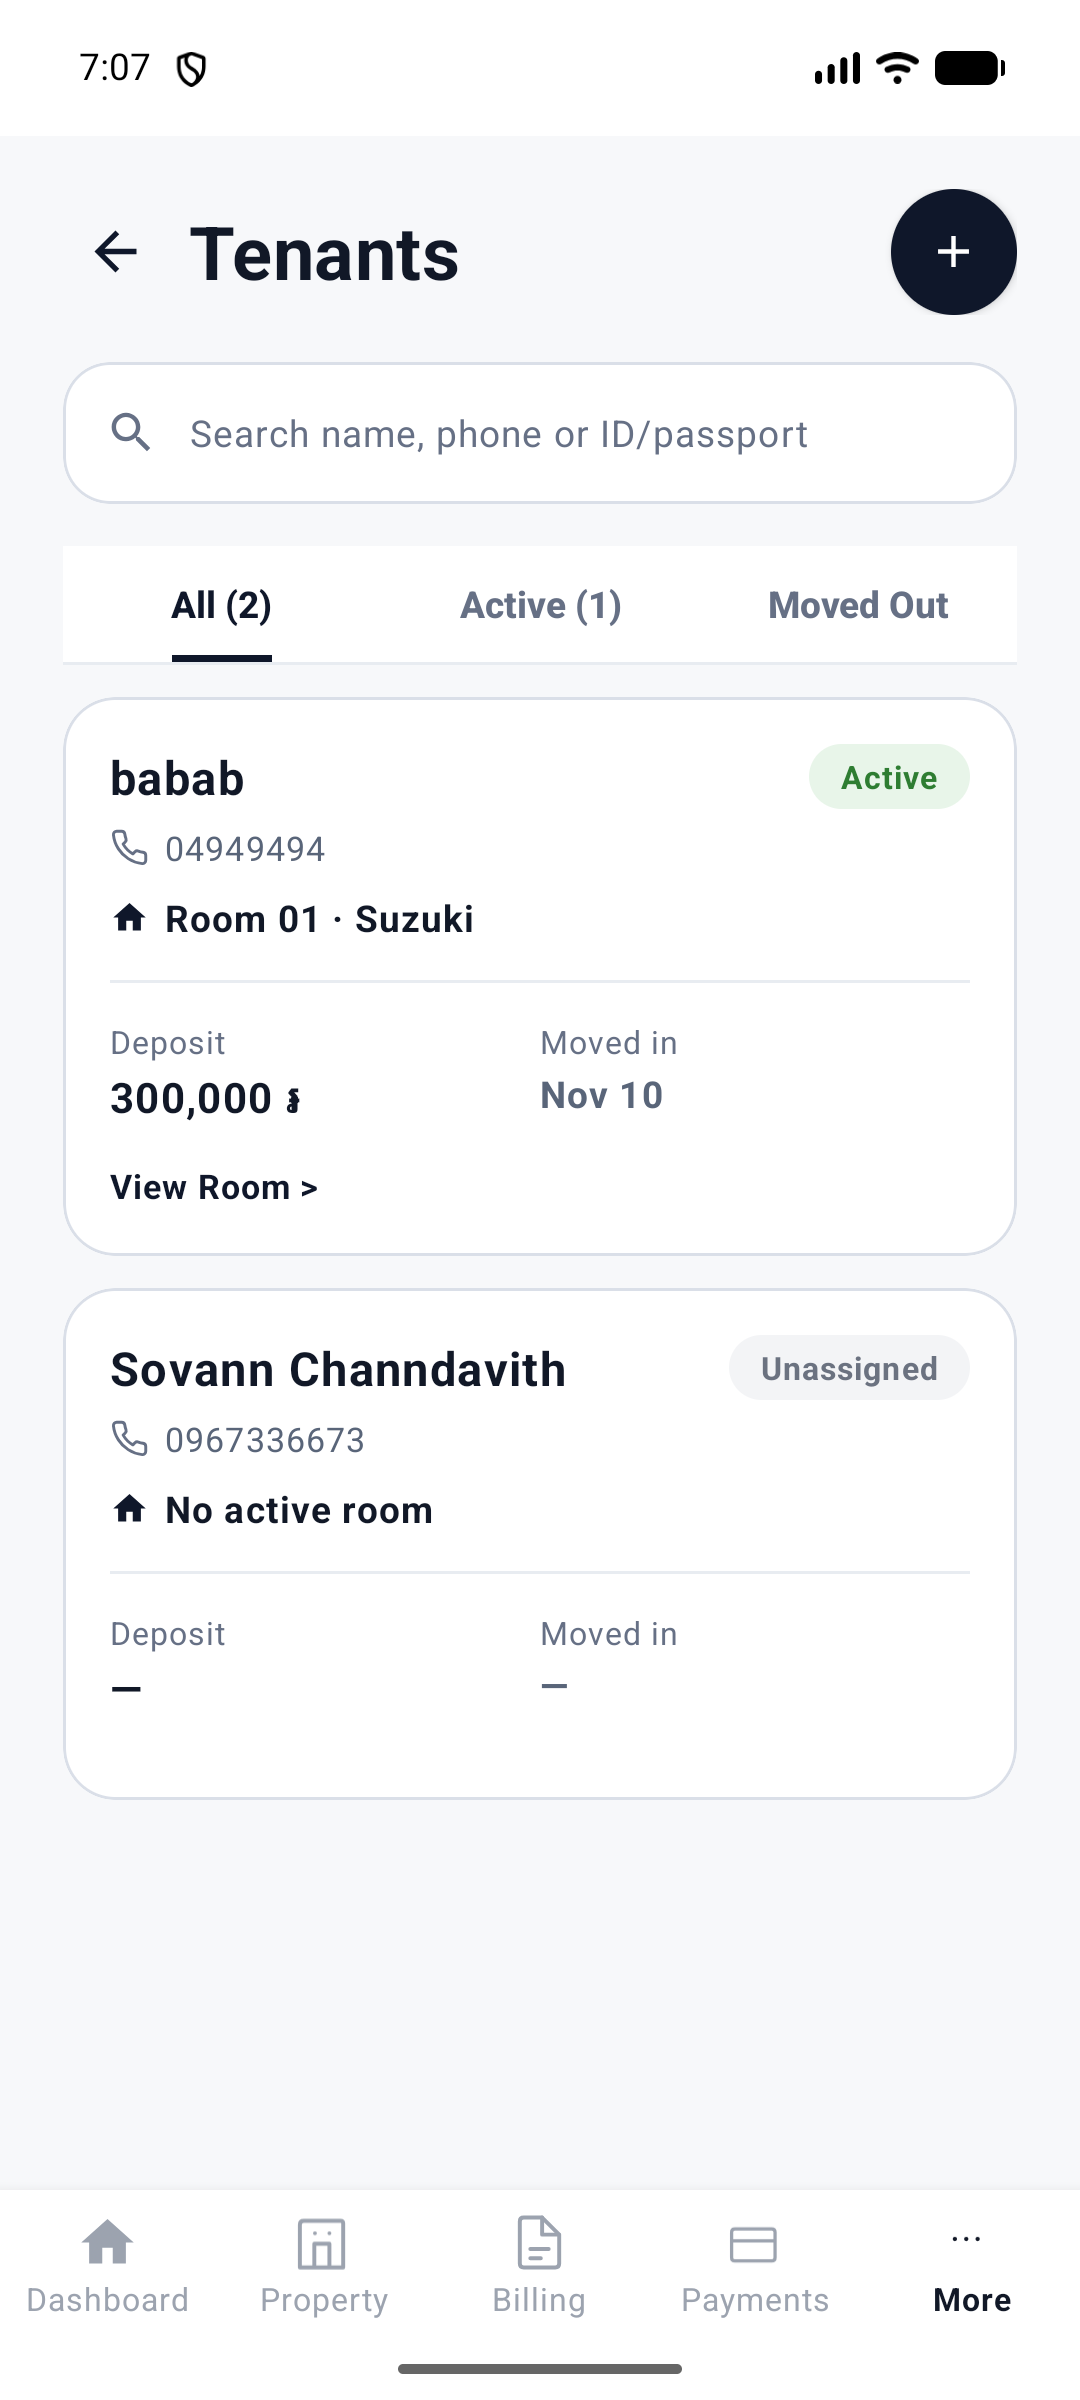 7:07
Tenants
Search name, phone or ID/passport
All (2) Active (1) Moved Out
babab Active
04949494
Room 01 · Suzuki
Deposit Moved in
300,000 ៛ Nov 10
View Room >
Sovann Channdavith Unassigned
0967336673
No active room
Deposit Moved in
— —
Dashboard Property Billing Payments More